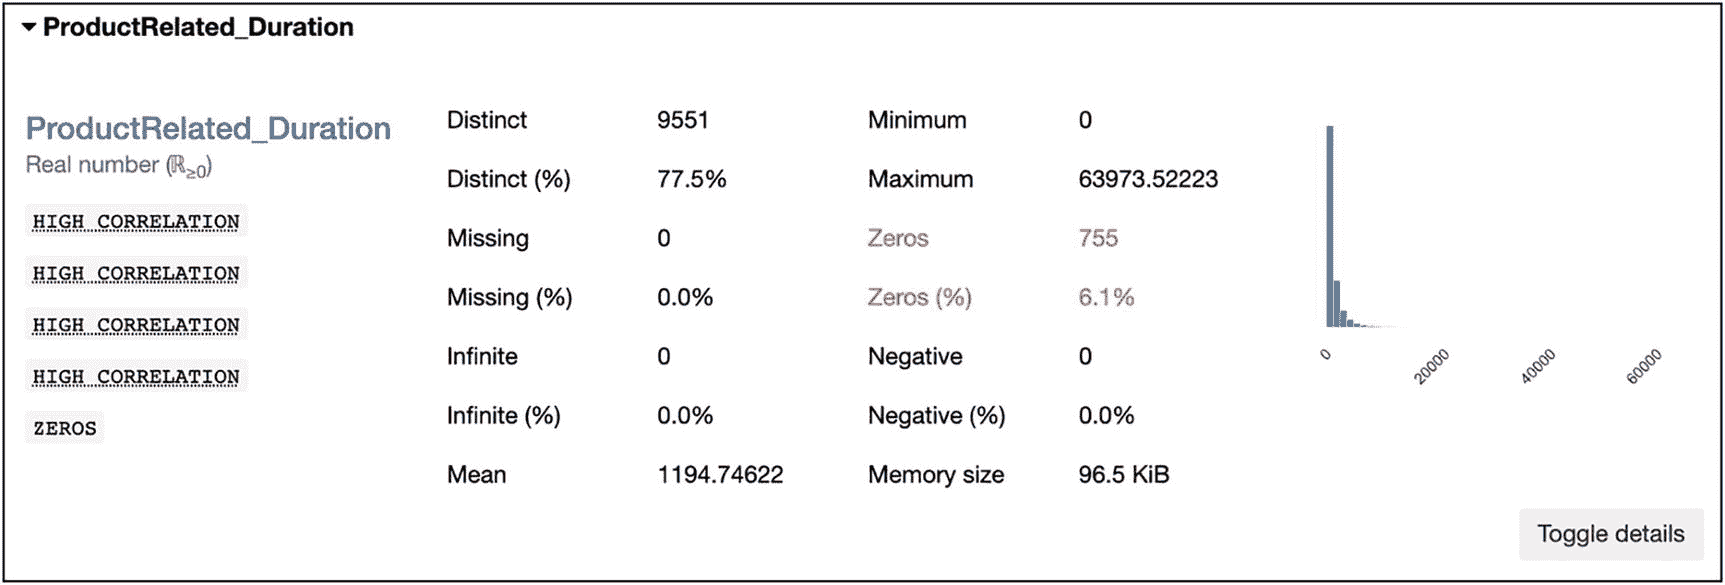 ProductRelated_Duration
ProductRelated_Duration
Real number (ℝ≥0)
HIGH CORRELATION
HIGH CORRELATION
HIGH CORRELATION
HIGH CORRELATION
ZEROS
Distinct 9551
Distinct (%) 77.5%
Missing 0
Missing (%) 0.0%
Infinite 0
Infinite (%) 0.0%
Mean 1194.74622
Minimum 0
Maximum 63973.52223
Zeros 755
Zeros (%) 6.1%
Negative 0
Negative (%) 0.0%
Memory size 96.5 KiB
0 20000 40000 60000
Toggle details